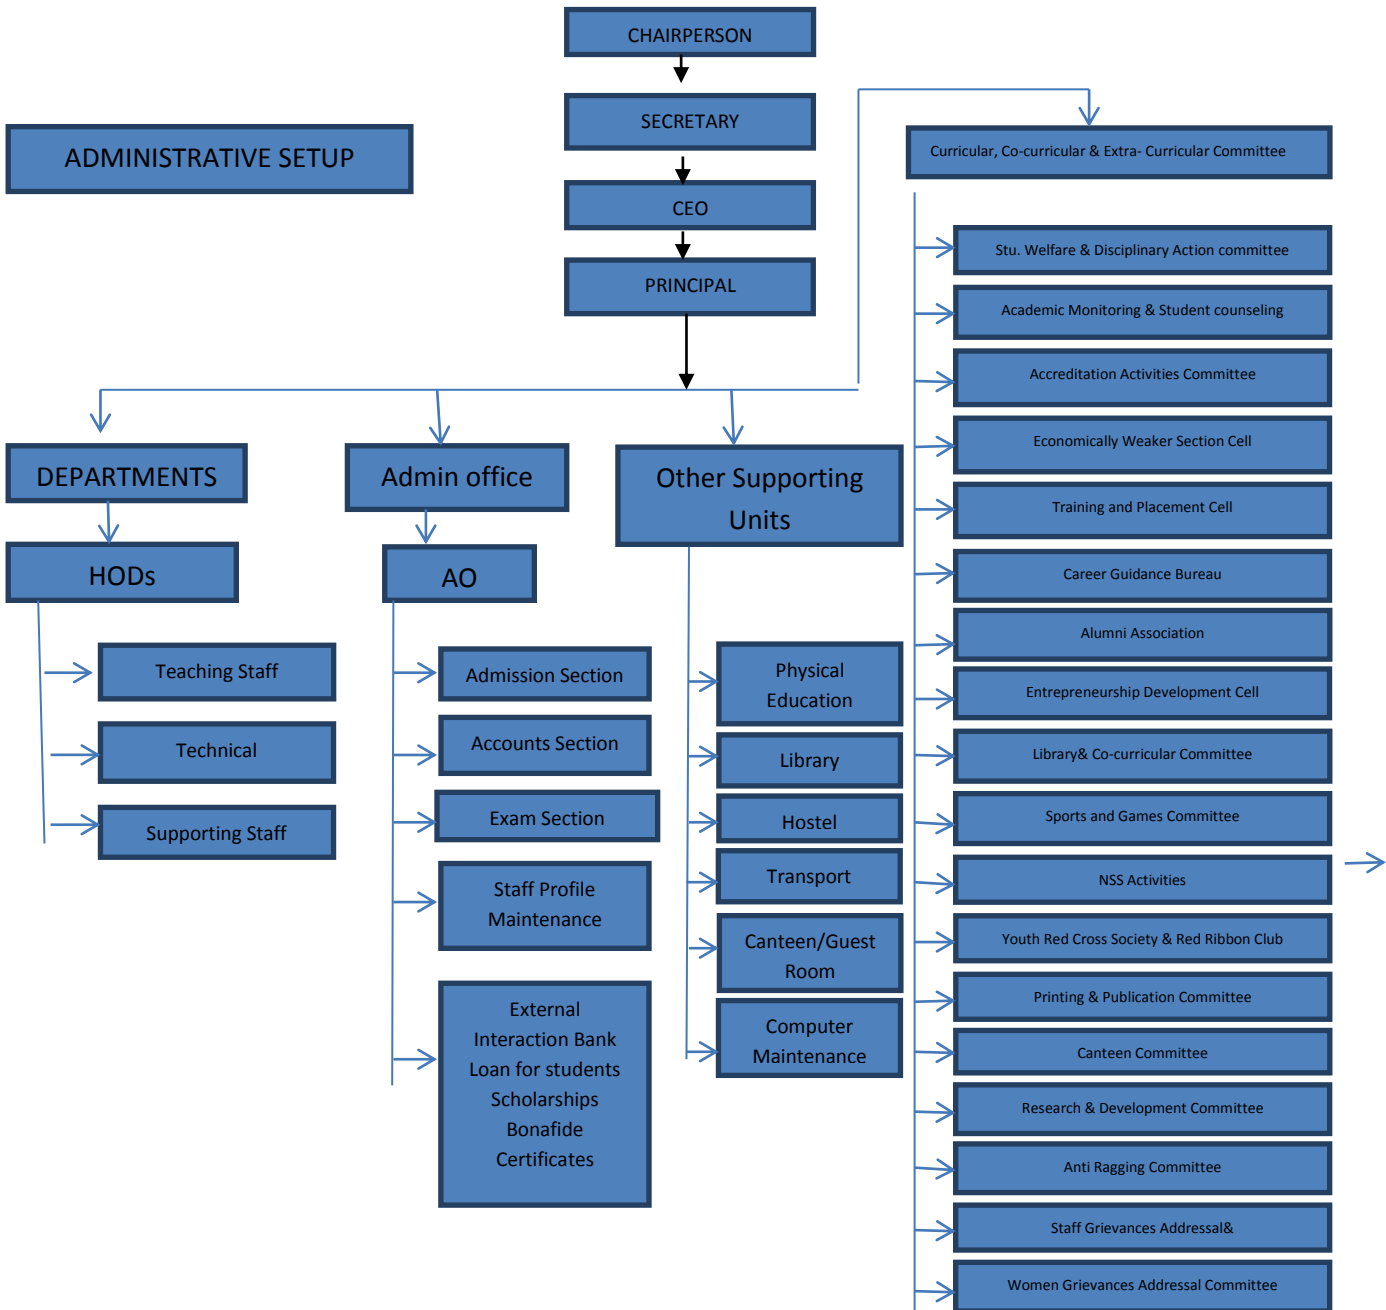 CHAIRPERSON
SECRETARY
ADMINISTRATIVE SETUP
CEO
PRINCIPAL
DEPARTMENTS
HODs
Teaching Staff
Technical
Supporting Staff
Admin office
AO
Admission Section
Accounts Section
Exam Section
Staff Profile
Maintenance
External
Interaction Bank
Loan for students
Scholarships
Bonafide
Certificates
Other Supporting
Units
Physical
Education
Library
Hostel
Transport
Canteen/Guest
Room
Computer
Maintenance
Curricular, Co-curricular & Extra- Curricular Committee
Stu. Welfare & Disciplinary Action committee
Academic Monitoring & Student counseling
Accreditation Activities Committee
Economically Weaker Section Cell
Training and Placement Cell
Career Guidance Bureau
Alumni Association
Entrepreneurship Development Cell
Library& Co-curricular Committee
Sports and Games Committee
NSS Activities
Youth Red Cross Society & Red Ribbon Club
Printing & Publication Committee
Canteen Committee
Research & Development Committee
Anti Ragging Committee
Staff Grievances Addressal&
Women Grievances Addressal Committee